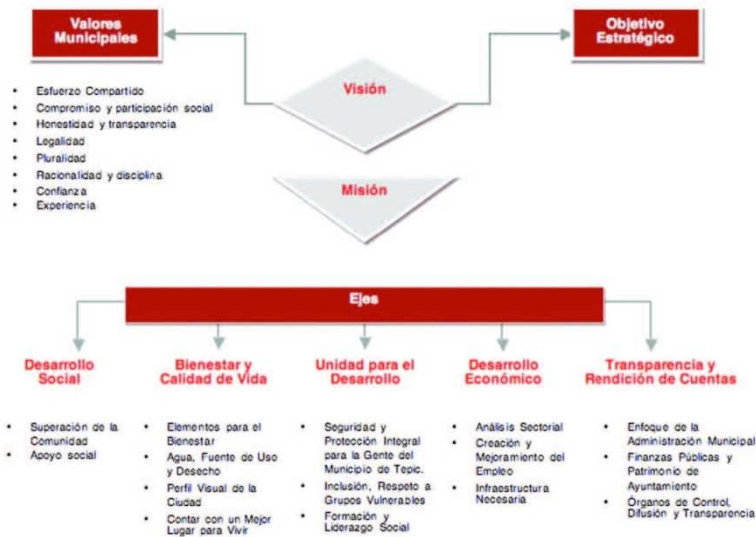 Valores
Municipales
Objetivo
Estratégico
Visión
• Esfuerzo Compartido
• Compromiso y participación social
• Honestidad y transparencia
• Legalidad
• Pluralidad
• Racionalidad y disciplina
• Confianza
• Experiencia
Misión
Ejes
Desarrollo
Social
• Superación de la
Comunidad
• Apoyo social
Bienestar y
Calidad de Vida
• Elementos para el
Bienestar
• Agua, Fuente de Uso
y Desecho
• Perfil Visual de la
Ciudad
• Contar con un Mejor
Lugar para Vivir
Unidad para el
Desarrollo
• Seguridad y
Protección Integral
para la Gente del
Municipio de Tepic.
• Inclusión, Respeto a
Grupos Vulnerables
• Formación y
Liderazgo Social
Desarrollo
Económico
• Análisis Sectorial
• Creación y
Mejoramiento del
Empleo
• Infraestructura
Necesaria
Transparencia y
Rendición de Cuentas
• Enfoque de la
Administración Municipal
• Finanzas Públicas y
Patrimonio de
Ayuntamiento
• Órganos de Control,
Difusión y Transparencia